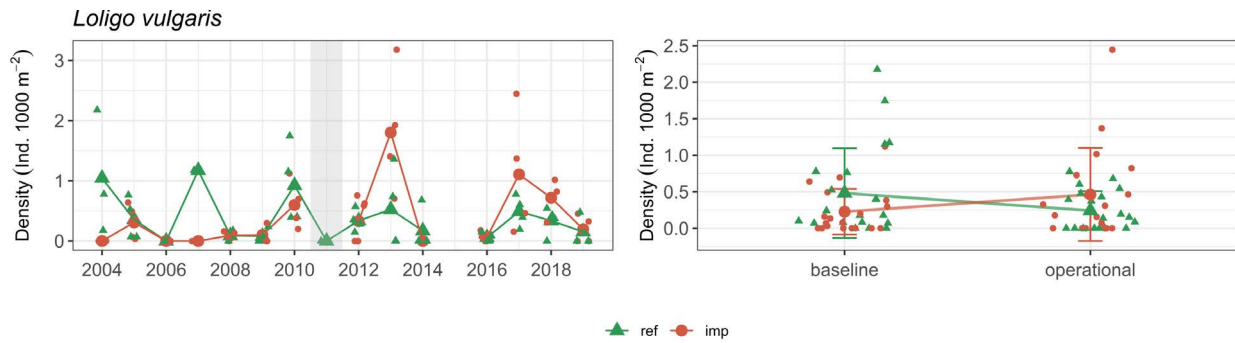 Loligo vulgaris
Density (Ind. 1000 m⁻²)
3
2
1
0
2004 2006 2007 2008 2010 2011 2012 2014 2016 2018
Density (Ind. 1000 m⁻²)
2.5
2.0
1.5
1.0
0.5
0.0
baseline operational
ref imp